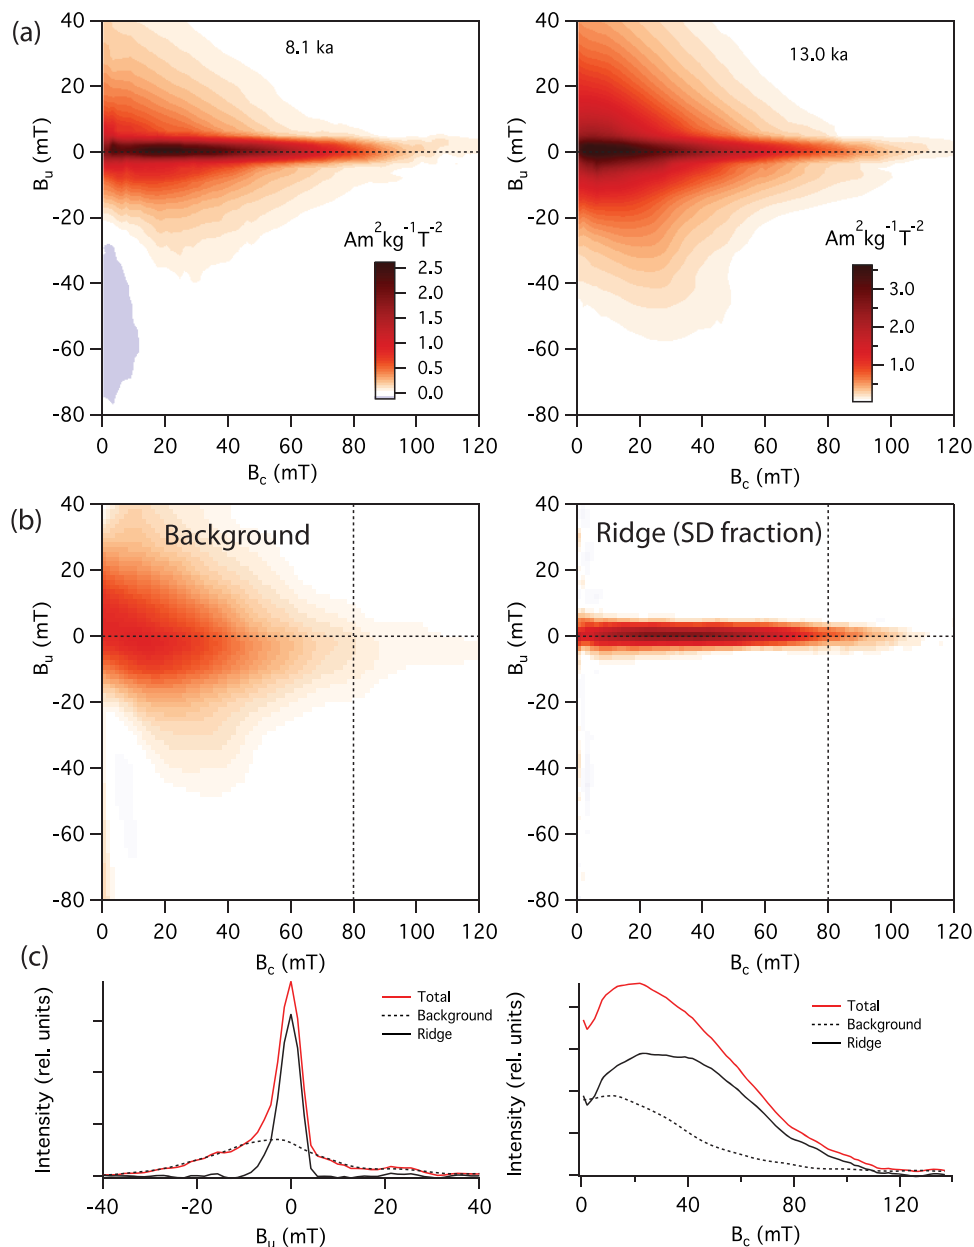 (a)
8.1 ka
40
20
0
-20
-40
-60
-80
Bu (mT)
Am2kg-1T-2
2.5
2.0
1.5
1.0
0.5
0.0
0 20 40 60 80 100 120
Bc (mT)
13.0 ka
40
20
0
-20
-40
-60
-80
Bu (mT)
Am2kg-1T-2
3.0
2.0
1.0
0 20 40 60 80 100 120
Bc (mT)
(b)
Background
40
20
0
-20
-40
-60
-80
Bu (mT)
0 20 40 60 80 100 120
Bc (mT)
Ridge (SD fraction)
40
20
0
-20
-40
-60
-80
Bu (mT)
0 20 40 60 80 100 120
Bc (mT)
(c)
Intensity (rel. units)
Total
Background
Ridge
-40 -20 0 20 40
Bu (mT)
Intensity (rel. units)
Total
Background
Ridge
0 40 80 120
Bc (mT)